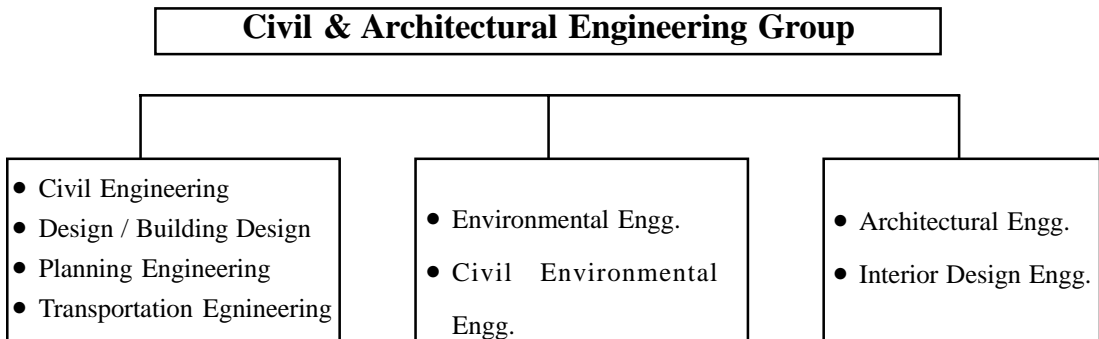 Civil & Architectural Engineering Group
• Civil Engineering
• Design / Building Design
• Planning Engineering
• Transportation Egnineering
• Environmental Engg.
• Civil Environmental
Engg.
• Architectural Engg.
• Interior Design Engg.